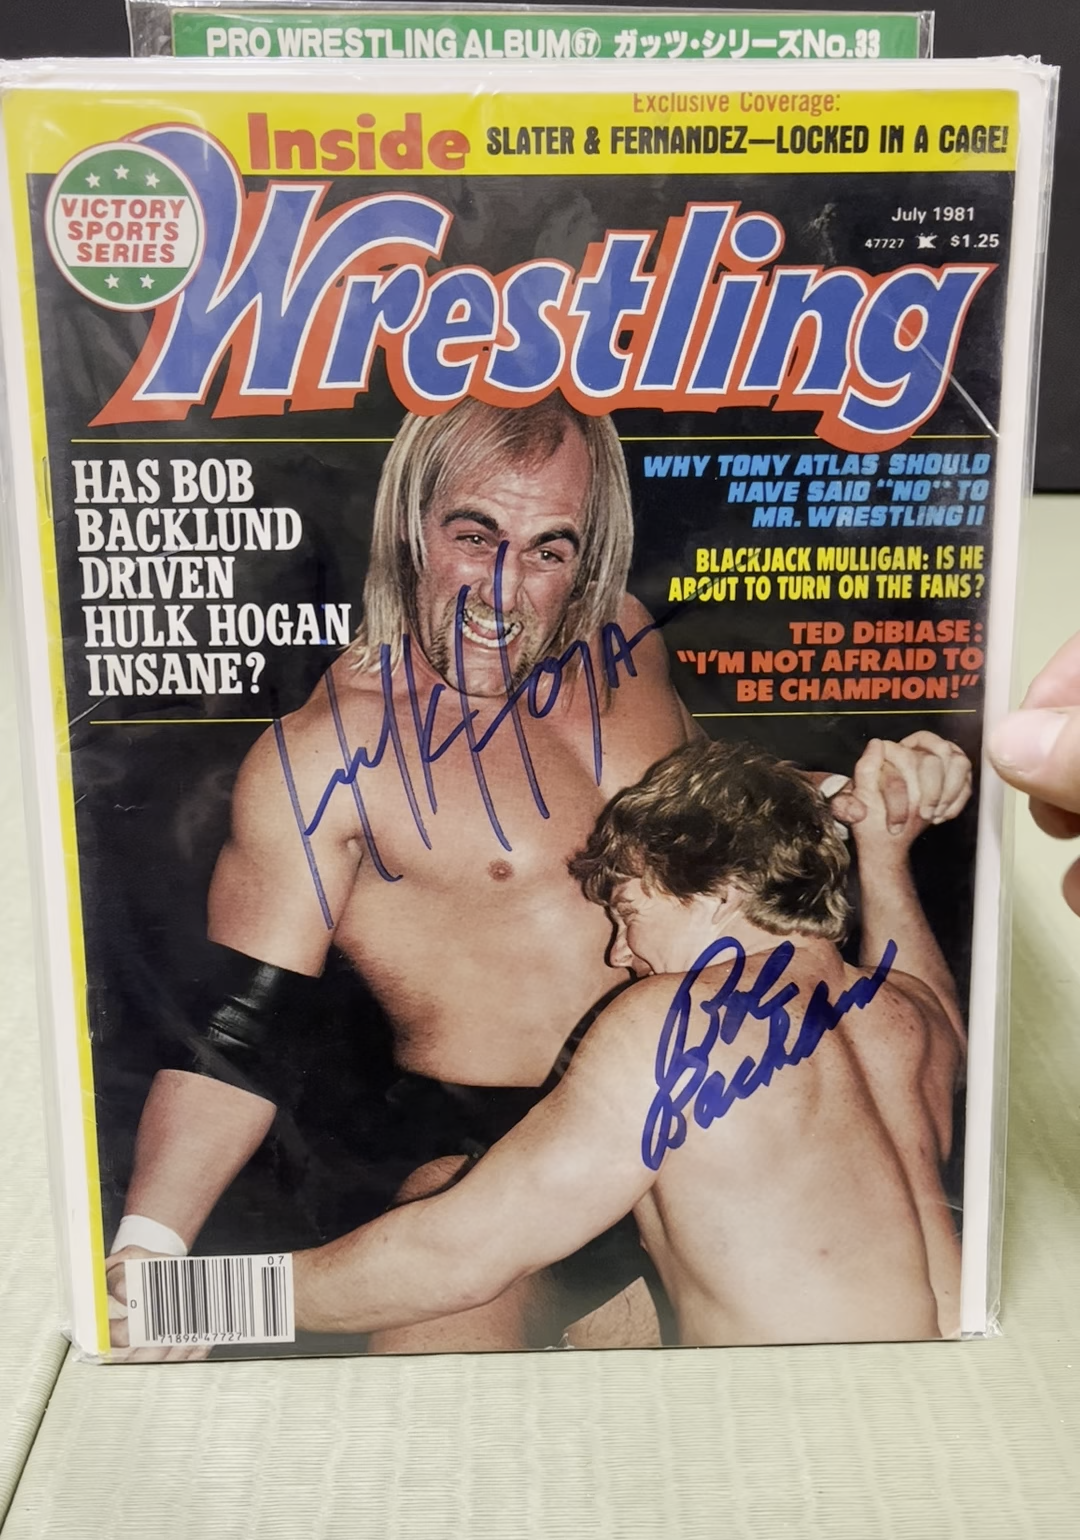 PRO WRESTLING ALBUM㊿ ガッツ・シリーズNo.33
Exclusive Coverage:
SLATER & FERNANDEZ—LOCKED IN A CAGE!
Inside
Wrestling
VICTORY
SPORTS
SERIES
July 1981
47727 K $1.25
HAS BOB
BACKLUND
DRIVEN
HULK HOGAN
INSANE?
WHY TONY ATLAS SHOULD
HAVE SAID "NO" TO
MR. WRESTLING II
BLACKJACK MULLIGAN: IS HE
ABOUT TO TURN ON THE FANS?
TED DiBIASE:
"I'M NOT AFRAID TO
BE CHAMPION!"
Hulk Hogan
Bob
Backlund
07
0
71896 47727